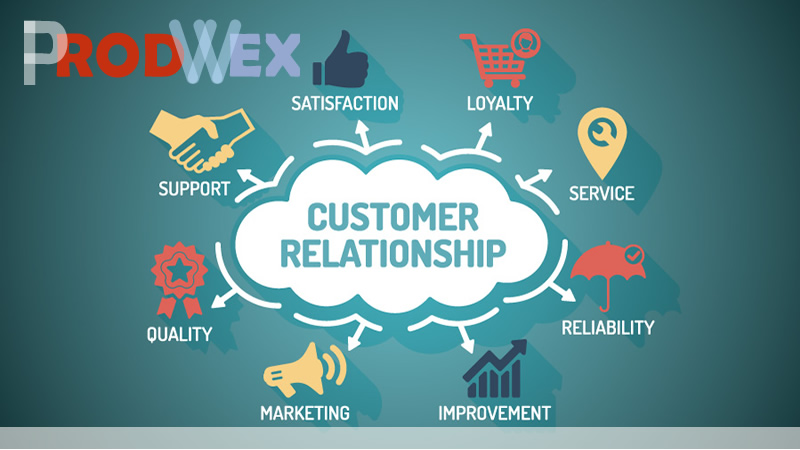 PRODWEX
SATISFACTION
LOYALTY
SUPPORT
SERVICE
CUSTOMER
RELATIONSHIP
QUALITY
RELIABILITY
MARKETING
IMPROVEMENT